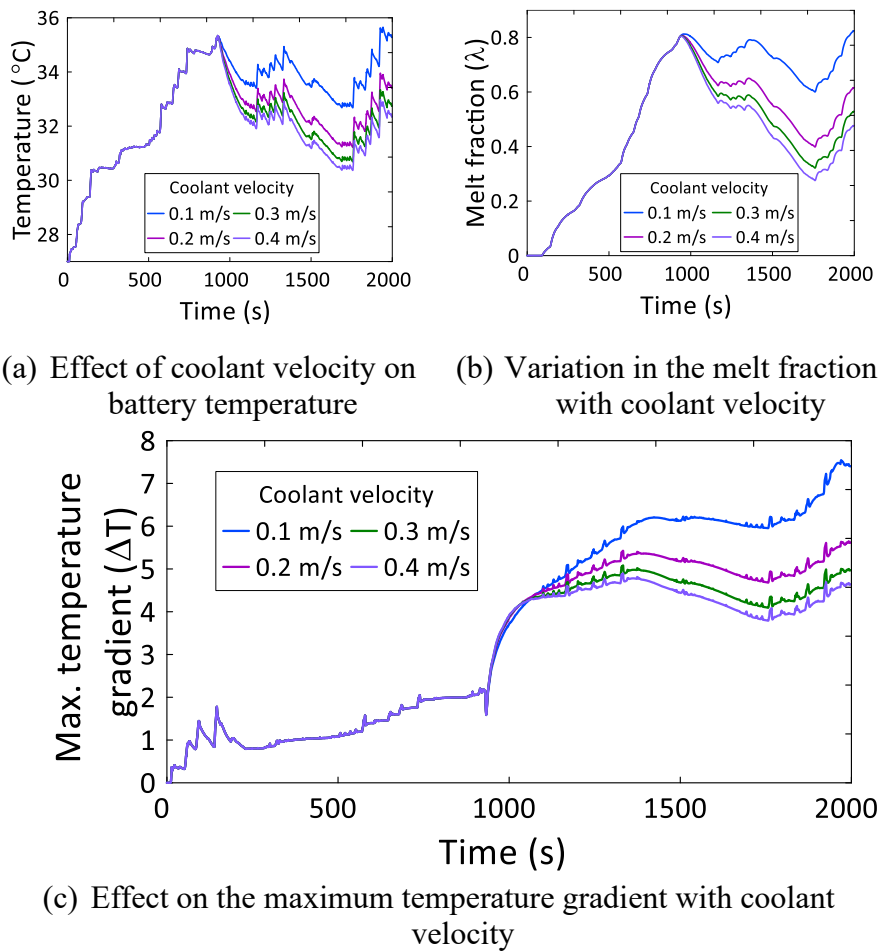 36
34
32
30
28
Temperature (°C)
Coolant velocity
0.1 m/s 0.3 m/s
0.2 m/s 0.4 m/s
0 500 1000 1500 2000
Time (s)
0.8
0.6
0.4
0.2
0
Melt fraction (λ)
Coolant velocity
0.1 m/s 0.3 m/s
0.2 m/s 0.4 m/s
0 500 1000 1500 2000
Time (s)
(a) Effect of coolant velocity on
battery temperature
(b) Variation in the melt fraction
with coolant velocity
8
7
6
5
4
3
2
1
0
Max. temperature
gradient (ΔT)
Coolant velocity
0.1 m/s 0.3 m/s
0.2 m/s 0.4 m/s
0 500 1000 1500 2000
Time (s)
(c) Effect on the maximum temperature gradient with coolant
velocity